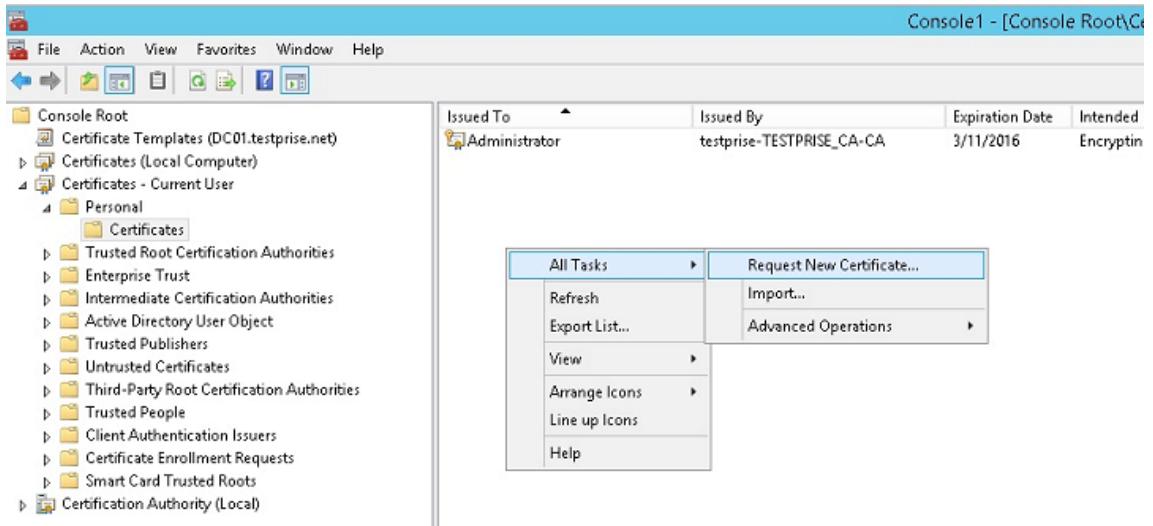 Console1 - [Console Root\Ce
File Action View Favorites Window Help
Console Root
Certificate Templates (DC01.testprise.net)
Certificates (Local Computer)
Certificates - Current User
Personal
Certificates
Trusted Root Certification Authorities
Enterprise Trust
Intermediate Certification Authorities
Active Directory User Object
Trusted Publishers
Untrusted Certificates
Third-Party Root Certification Authorities
Trusted People
Client Authentication Issuers
Certificate Enrollment Requests
Smart Card Trusted Roots
Certification Authority (Local)
Issued To Issued By Expiration Date Intended
Administrator testprise-TESTPRISE_CA-CA 3/11/2016 Encryptin
All Tasks
Refresh
Export List...
View
Arrange Icons
Line up Icons
Help
Request New Certificate...
Import...
Advanced Operations